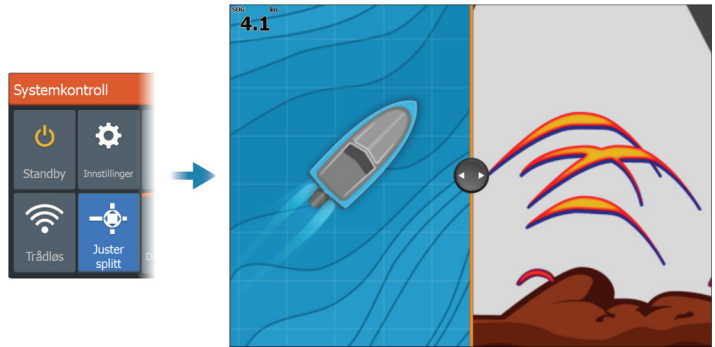 Systemkontroll
Standby
Innstillinger
Trådløs
Juster
splitt
D
SOG kn
4.1